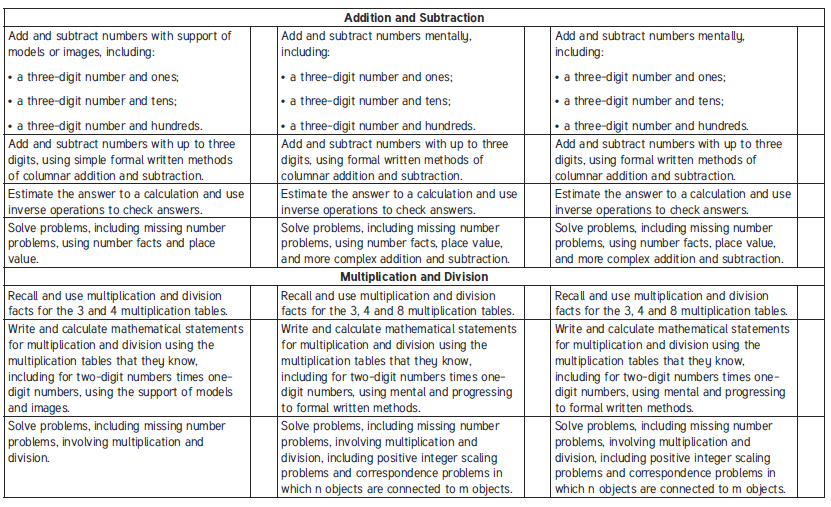 Addition and Subtraction
Add and subtract numbers with support of
models or images, including:
• a three-digit number and ones;
• a three-digit number and tens;
• a three-digit number and hundreds.
Add and subtract numbers mentally,
including:
• a three-digit number and ones;
• a three-digit number and tens;
• a three-digit number and hundreds.
Add and subtract numbers mentally,
including:
• a three-digit number and ones;
• a three-digit number and tens;
• a three-digit number and hundreds.
Add and subtract numbers with up to three
digits, using simple formal written methods
of columnar addition and subtraction.
Add and subtract numbers with up to three
digits, using formal written methods of
columnar addition and subtraction.
Add and subtract numbers with up to three
digits, using formal written methods of
columnar addition and subtraction.
Estimate the answer to a calculation and use
inverse operations to check answers.
Estimate the answer to a calculation and use
inverse operations to check answers.
Estimate the answer to a calculation and use
inverse operations to check answers.
Solve problems, including missing number
problems, using number facts and place
value.
Solve problems, including missing number
problems, using number facts, place value,
and more complex addition and subtraction.
Solve problems, including missing number
problems, using number facts, place value,
and more complex addition and subtraction.
Multiplication and Division
Recall and use multiplication and division
facts for the 3 and 4 multiplication tables.
Recall and use multiplication and division
facts for the 3, 4 and 8 multiplication tables.
Recall and use multiplication and division
facts for the 3, 4 and 8 multiplication tables.
Write and calculate mathematical statements
for multiplication and division using the
multiplication tables that they know,
including for two-digit numbers times one-
digit numbers, using the support of models
and images.
Write and calculate mathematical statements
for multiplication and division using the
multiplication tables that they know,
including for two-digit numbers times one-
digit numbers, using mental and progressing
to formal written methods.
Write and calculate mathematical statements
for multiplication and division using the
multiplication tables that they know,
including for two-digit numbers times one-
digit numbers, using mental and progressing
to formal written methods.
Solve problems, including missing number
problems, involving multiplication and
division.
Solve problems, including missing number
problems, involving multiplication and
division, including positive integer scaling
problems and correspondence problems in
which n objects are connected to m objects.
Solve problems, including missing number
problems, involving multiplication and
division, including positive integer scaling
problems and correspondence problems in
which n objects are connected to m objects.